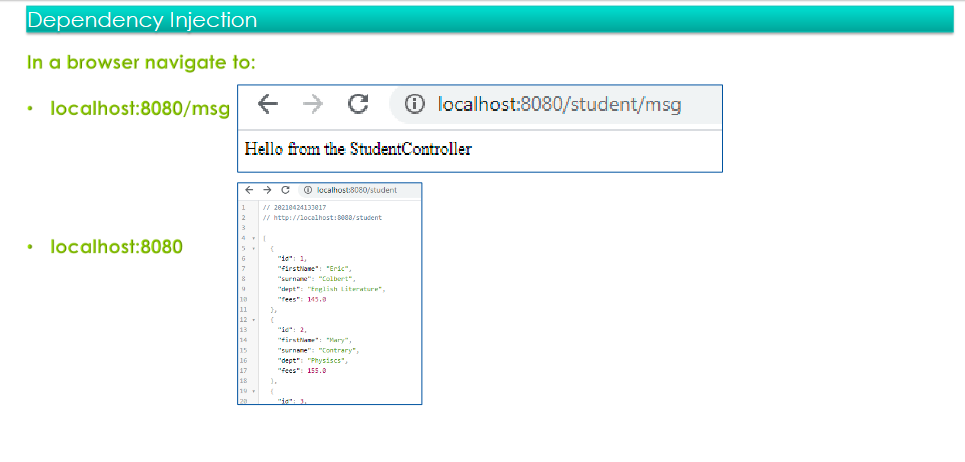 Dependency Injection
In a browser navigate to:
• localhost:8080/msg
localhost:8080/student/msg
Hello from the StudentController
• localhost:8080
localhost:8080/student
1 // 20210424133017
2 // http://localhost:8080/student
3
4 [
5 {
6 "id": 1,
7 "firstName": "Eric",
8 "surname": "Colbert",
9 "dept": "English Literature",
10 "fees": 145.0
11 },
12 {
13 "id": 2,
14 "firstName": "Mary",
15 "surname": "Contrary",
16 "dept": "Physiscs",
17 "fees": 155.0
18 },
19 {
20 "id": 3,